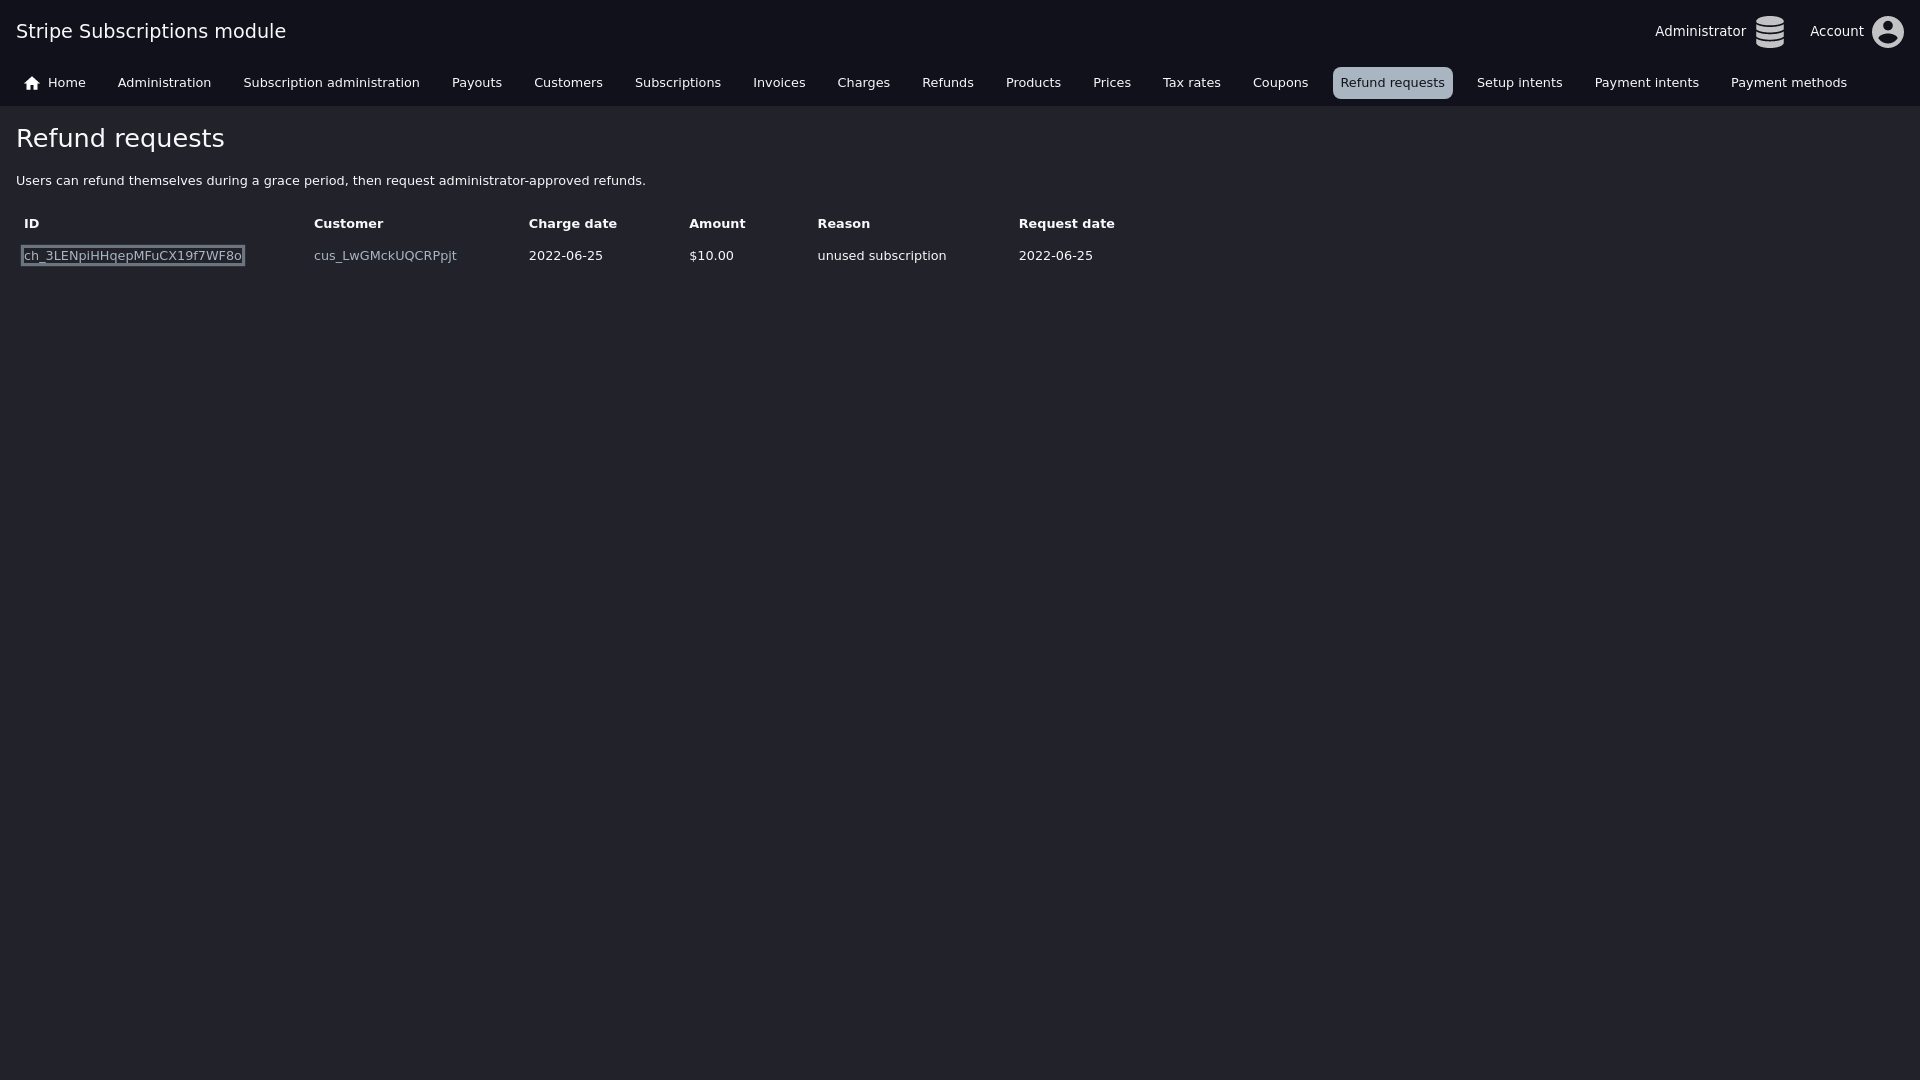 Stripe Subscriptions module
Administrator Account
Home Administration Subscription administration Payouts Customers Subscriptions Invoices Charges Refunds Products Prices Tax rates Coupons Refund requests Setup intents Payment intents Payment methods
Refund requests
Users can refund themselves during a grace period, then request administrator-approved refunds.
ID Customer Charge date Amount Reason Request date
ch_3LENpiHHqepMFuCX19f7WF8o cus_LwGMckUQCRPpjt 2022-06-25 $10.00 unused subscription 2022-06-25